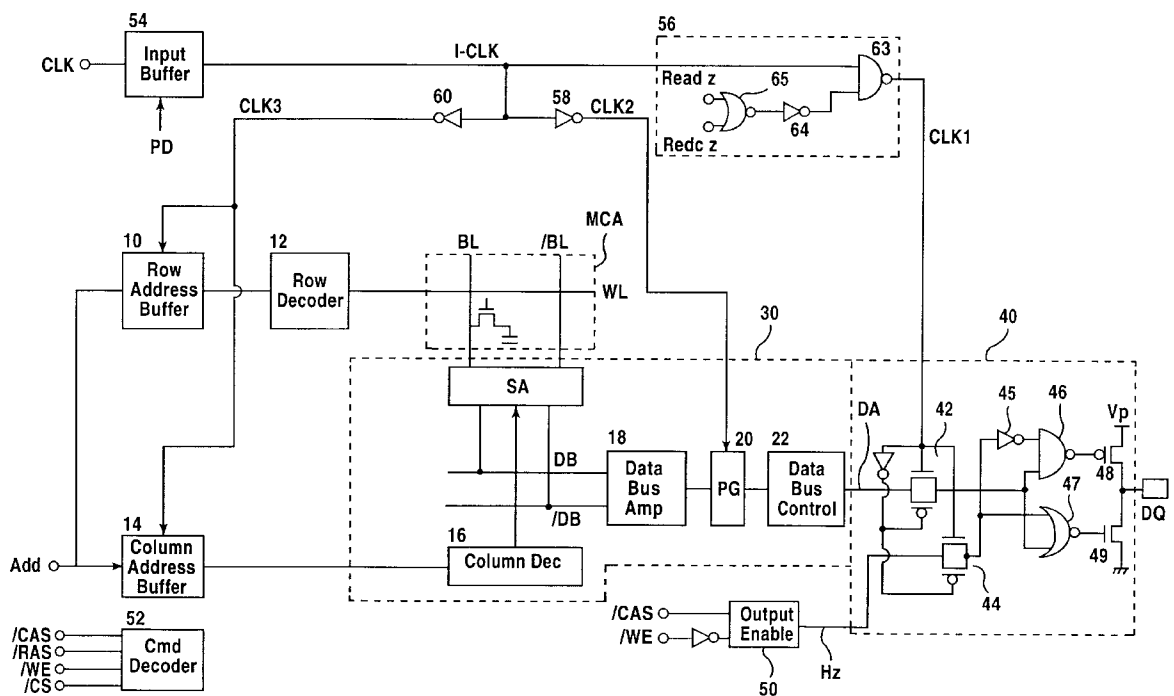 54
Input
Buffer
CLK
PD
I-CLK
CLK3
60
58
CLK2
56
63
Read z
65
64
Redc z
CLK1
10
Row
Address
Buffer
12
Row
Decoder
BL
/BL
MCA
WL
30
40
SA
DB
/DB
18
Data
Bus
Amp
20
PG
22
Data
Bus
Control
DA
42
45
46
Vp
48
47
49
DQ
44
14
Column
Address
Buffer
Add
16
Column Dec
/CAS
/WE
Output
Enable
50
Hz
52
/CAS
/RAS
/WE
/CS
Cmd
Decoder